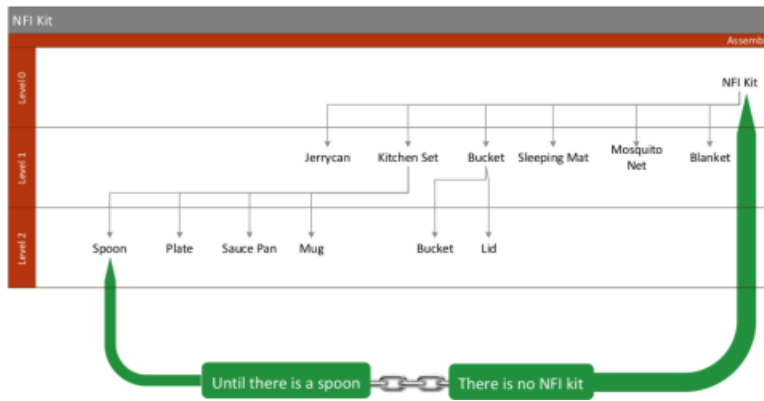 NFI Kit
Assemb
Level 0
NFI Kit
Level 1
Jerrycan
Kitchen Set
Bucket
Sleeping Mat
Mosquito
Net
Blanket
Level 2
Spoon
Plate
Sauce Pan
Mug
Bucket
Lid
Until there is a spoon
There is no NFI kit